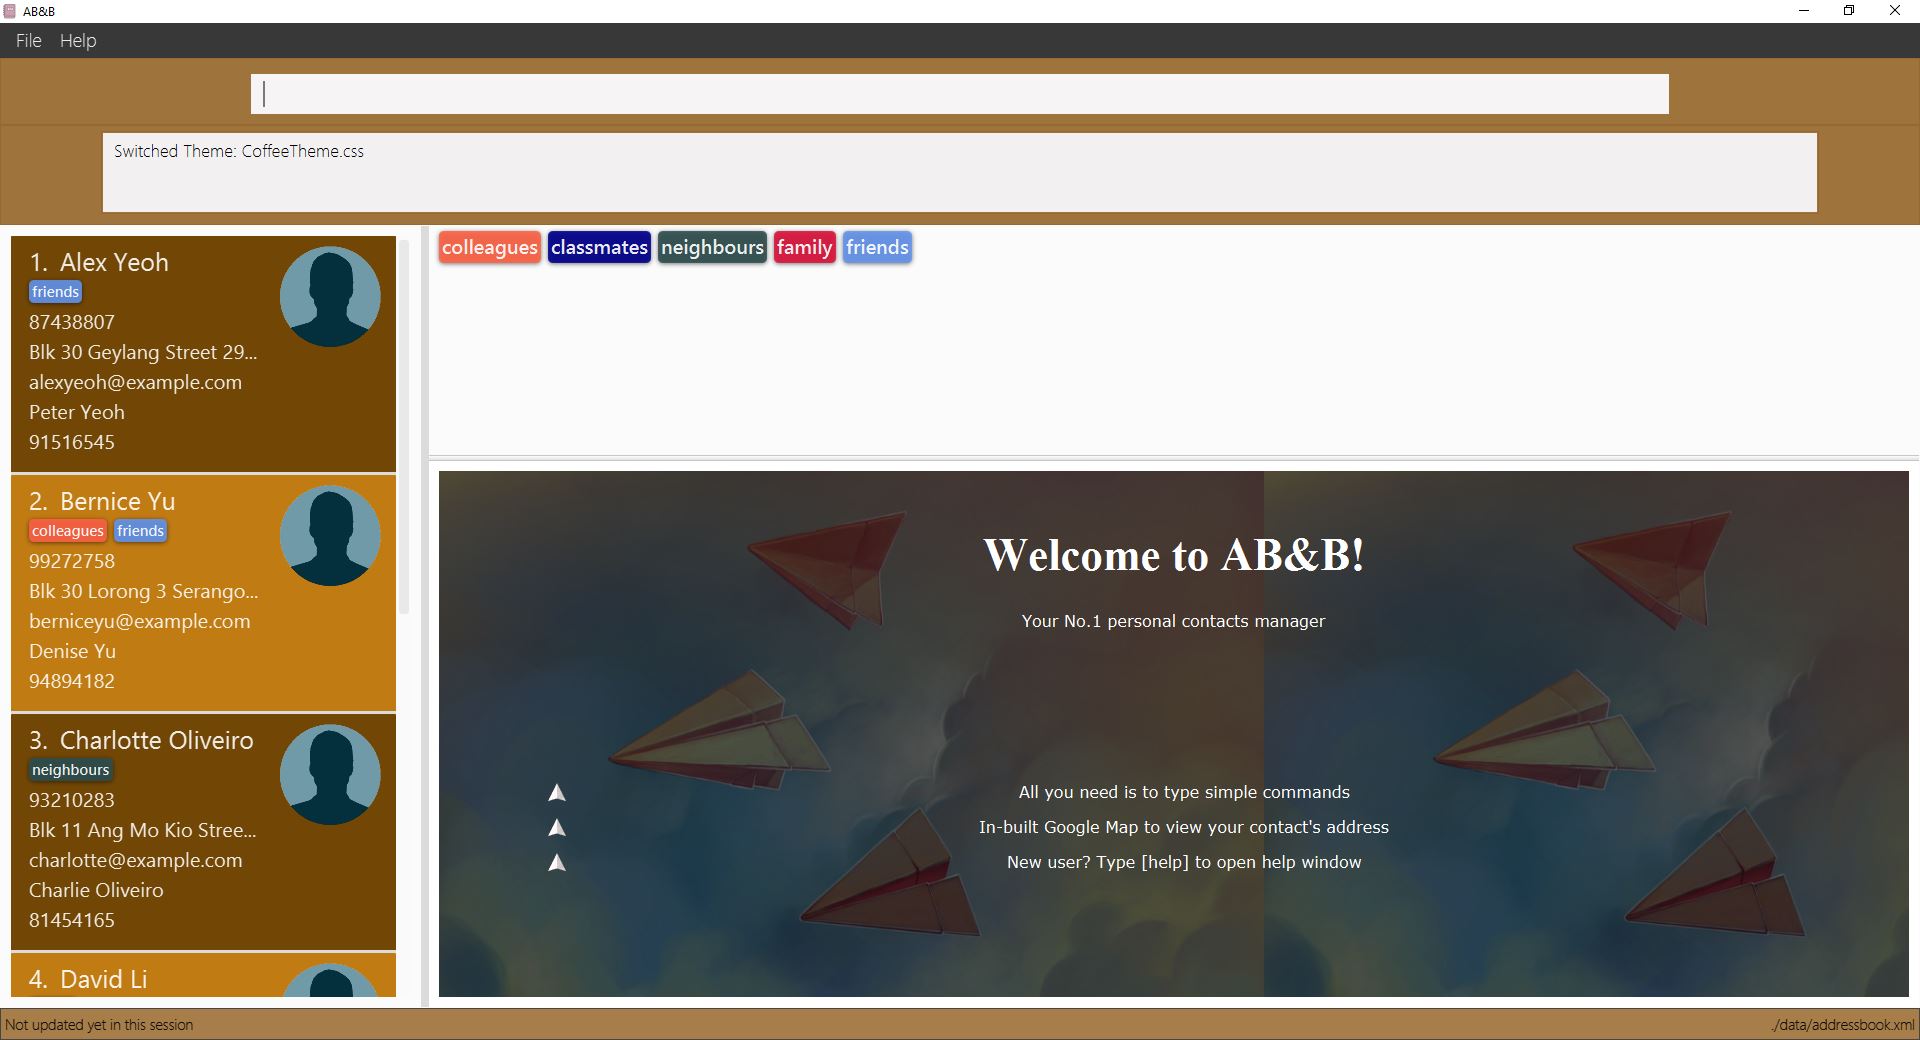 AB&B
File Help
Switched Theme: CoffeeTheme.css
1. Alex Yeoh
friends
87438807
Blk 30 Geylang Street 29...
alexyeoh@example.com
Peter Yeoh
91516545
2. Bernice Yu
colleagues friends
99272758
Blk 30 Lorong 3 Serango...
berniceyu@example.com
Denise Yu
94894182
3. Charlotte Oliveiro
neighbours
93210283
Blk 11 Ang Mo Kio Stree...
charlotte@example.com
Charlie Oliveiro
81454165
4. David Li
colleagues classmates neighbours family friends
Welcome to AB&B!
Your No.1 personal contacts manager
All you need is to type simple commands
In-built Google Map to view your contact's address
New user? Type [help] to open help window
Not updated yet in this session
./data/addressbook.xml